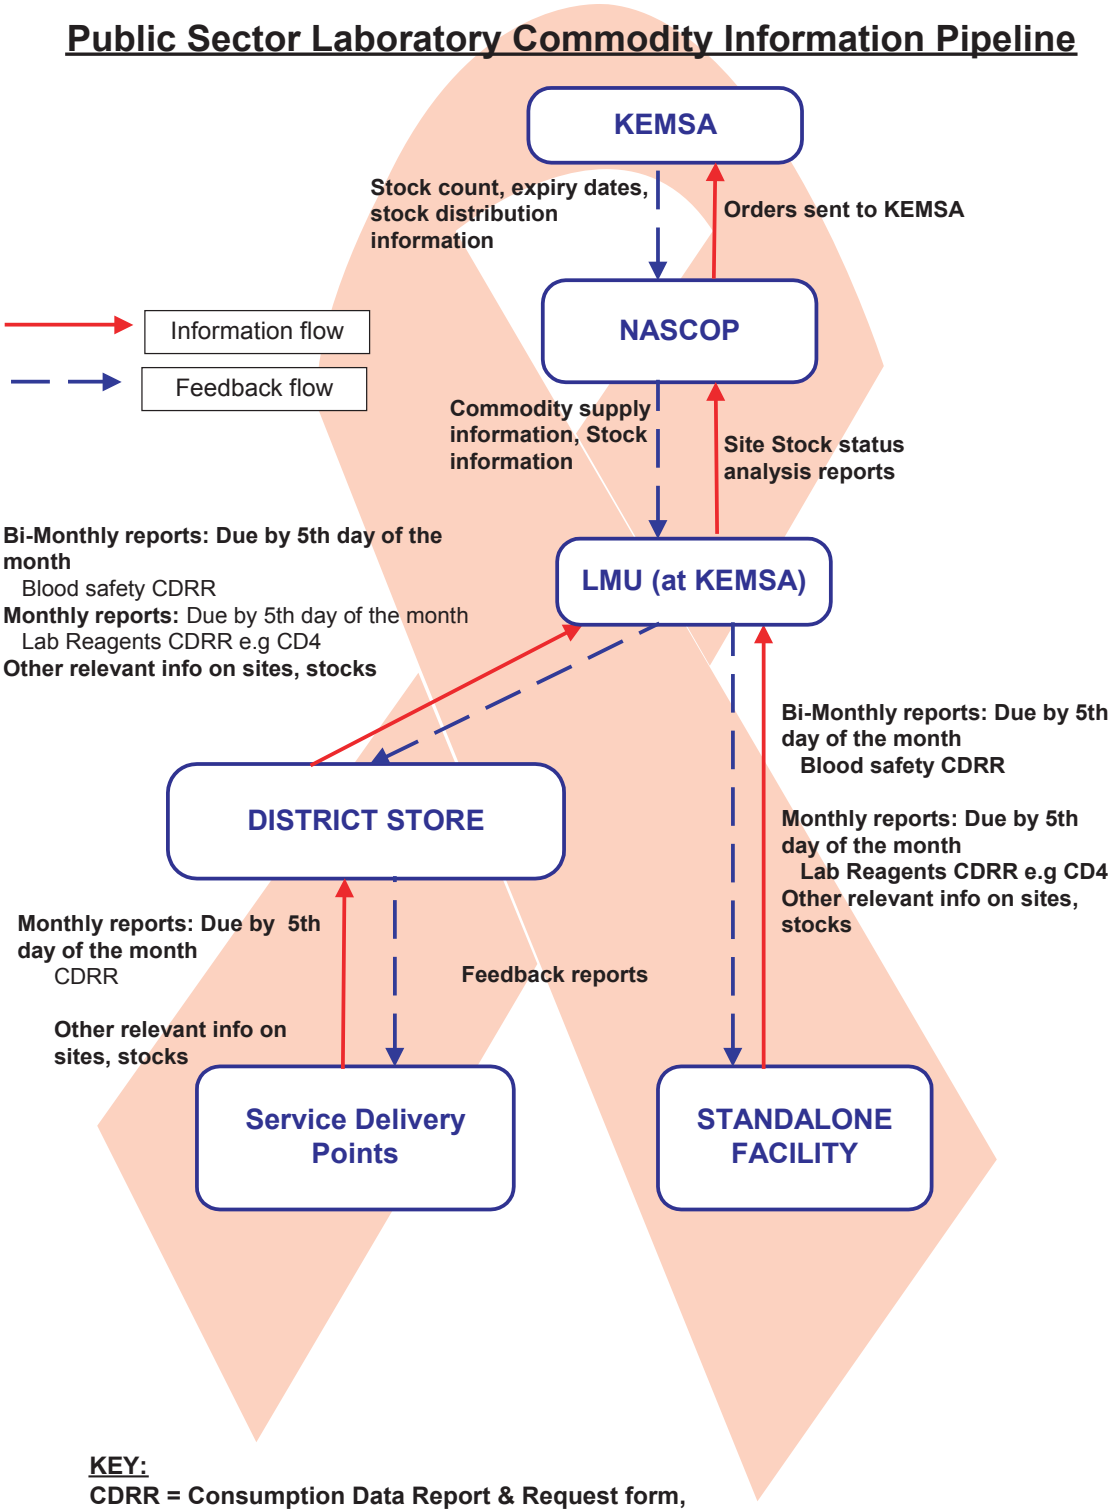 Public Sector Laboratory Commodity Information Pipeline
KEMSA
Stock count, expiry dates,
stock distribution
information
Orders sent to KEMSA
NASCOP
Information flow
Feedback flow
Commodity supply
information, Stock
information
Site Stock status
analysis reports
Bi-Monthly reports: Due by 5th day of the
month
Blood safety CDRR
Monthly reports: Due by 5th day of the month
Lab Reagents CDRR e.g CD4
Other relevant info on sites, stocks
LMU (at KEMSA)
Bi-Monthly reports: Due by 5th
day of the month
Blood safety CDRR
Monthly reports: Due by 5th
day of the month
Lab Reagents CDRR e.g CD4
Other relevant info on sites,
stocks
DISTRICT STORE
Monthly reports: Due by  5th
day of the month
CDRR
Other relevant info on
sites, stocks
Feedback reports
Service Delivery
Points
STANDALONE
FACILITY
KEY:
CDRR = Consumption Data Report & Request form,